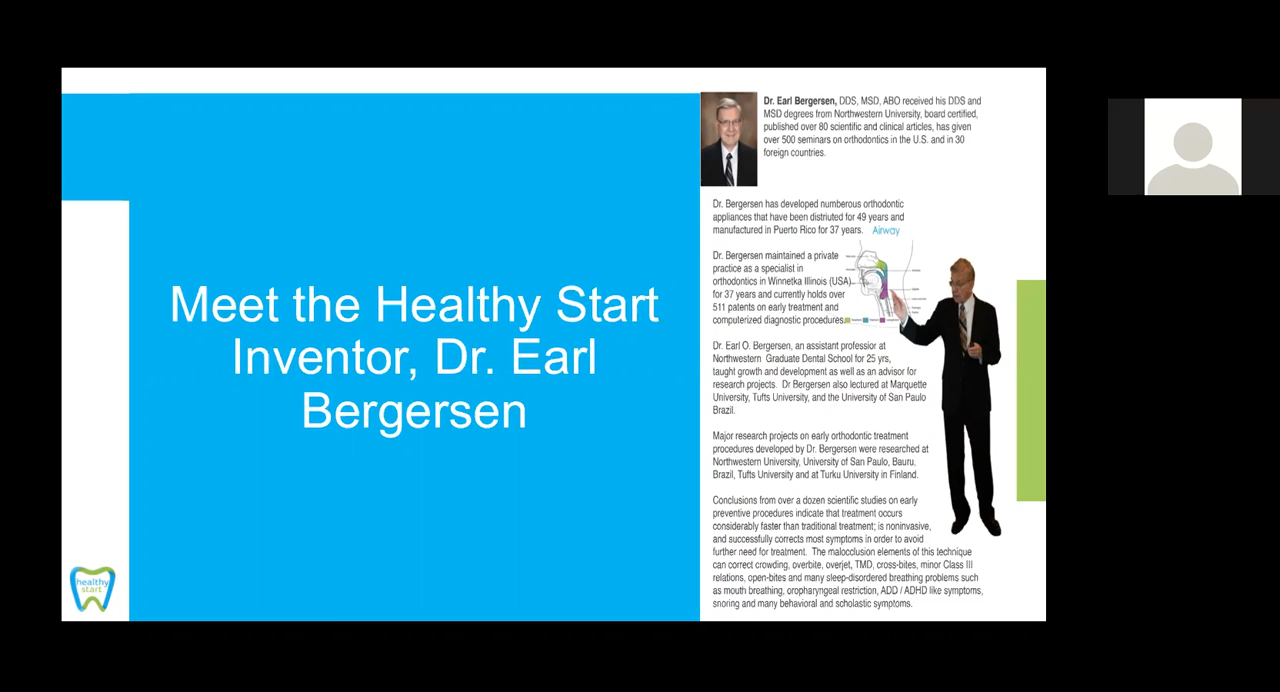 Meet the Healthy Start
Inventor, Dr. Earl
Bergersen
healthy
start
Dr. Earl Bergersen, DDS, MSD, ABO received his DDS and
MSD degrees from Northwestern University, board certified,
published over 80 scientific and clinical articles, has given
over 500 seminars on orthodontics in the U.S. and in 30
foreign countries.
Dr. Bergersen has developed numberous orthodontic
appliances that have been distriuted for 49 years and
manufactured in Puerto Rico for 37 years.
Airway
Dr. Bergersen maintained a private
practice as a specialist in
orthodontics in Winnetka Illinois (USA)
for 37 years and currently holds over
511 patents on early treatment and
computerized diagnostic procedures.
Dr. Earl O. Bergersen, an assistant professior at
Northwestern Graduate Dental School for 25 yrs,
taught growth and development as well as an advisor for
research projects. Dr Bergersen also lectured at Marquette
University, Tufts University, and the University of San Paulo
Brazil.
Major research projects on early orthodontic treatment
procedures developed by Dr. Bergersen were researched at
Northwestern University, University of San Paulo, Bauru,
Brazil, Tufts University and at Turku University in Finland.
Conclusions from over a dozen scientific studies on early
preventive procedures indicate that treatment occurs
considerably faster than traditional treatment; is noninvasive,
and successfully corrects most symptoms in order to avoid
further need for treatment. The malocclusion elements of this technique
can correct crowding, overbite, overjet, TMD, cross-bites, minor Class III
relations, open-bites and many sleep-disordered breathing problems such
as mouth breathing, oropharyngeal restriction, ADD / ADHD like symptoms,
snoring and many behavioral and scholastic symptoms.